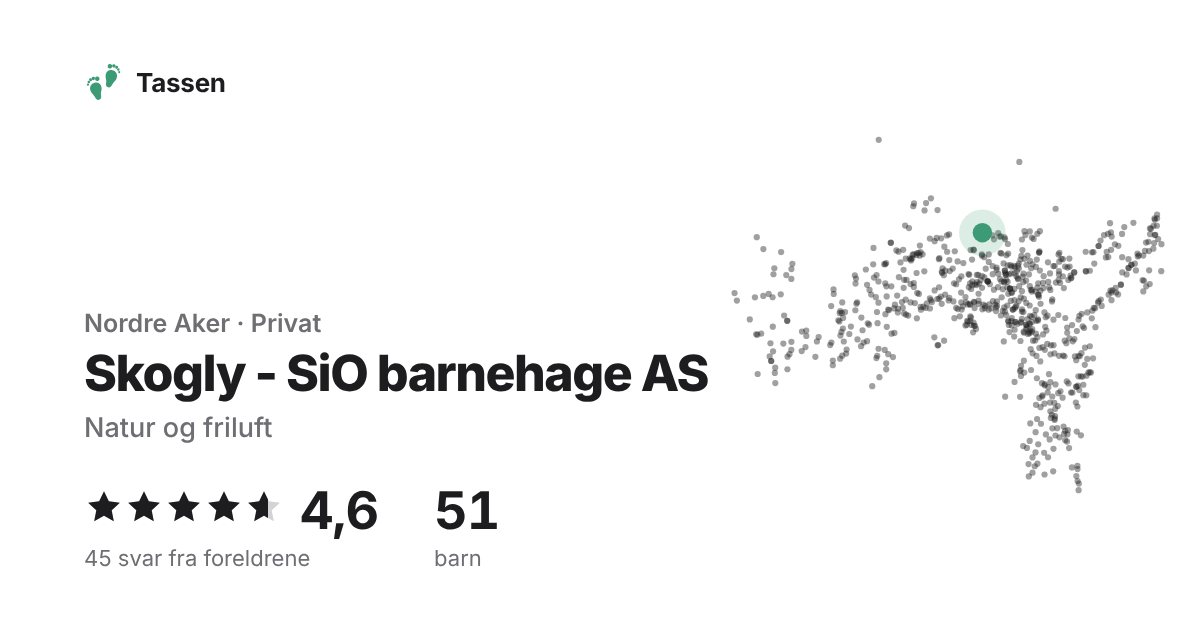 Tassen
Nordre Aker · Privat
Skogly - SiO barnehage AS
Natur og friluft
4,6
51
45 svar fra foreldrene
barn